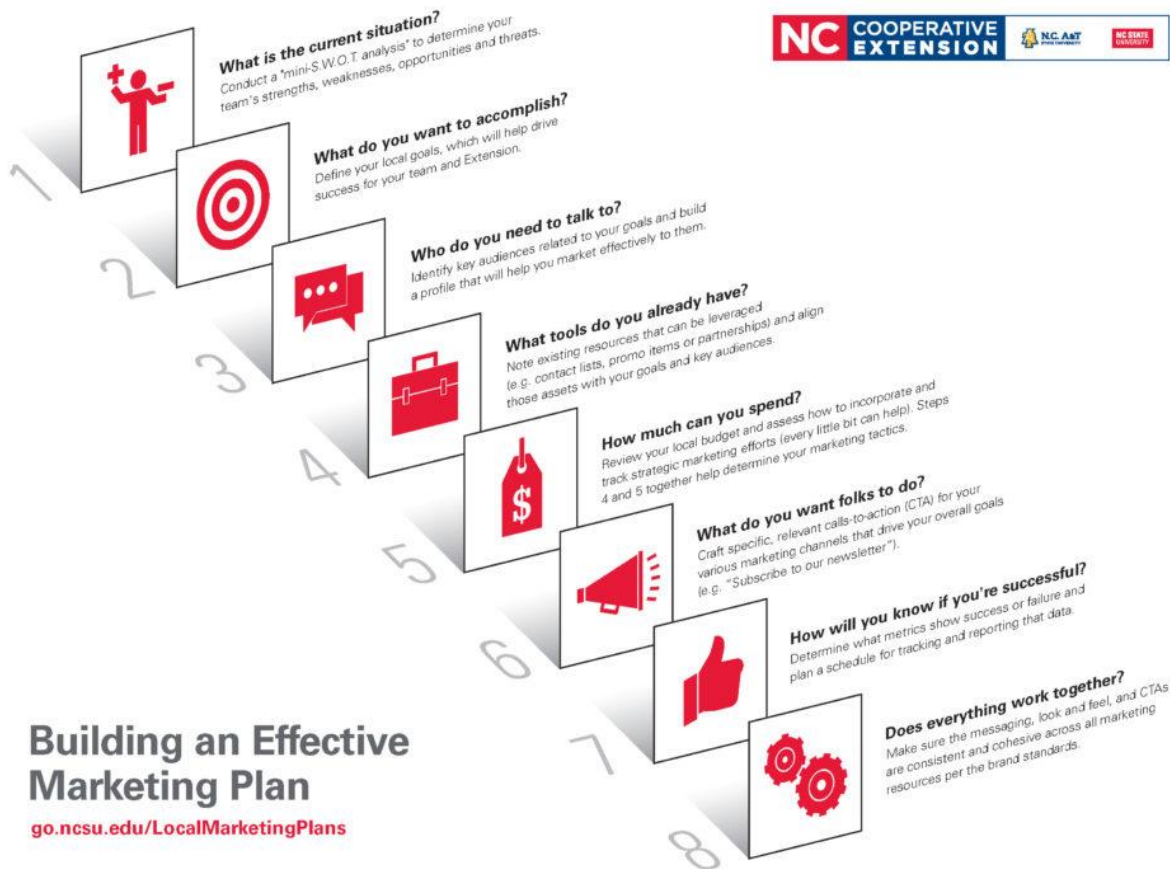 NC COOPERATIVE
EXTENSION
N.C. A&T
STATE UNIVERSITY
NC STATE
UNIVERSITY
1
What is the current situation?
Conduct a "mini-S.W.O.T. analysis" to determine your
team's strengths, weaknesses, opportunities and threats.
2
What do you want to accomplish?
Define your local goals, which will help drive
success for your team and Extension.
3
Who do you need to talk to?
Identify key audiences related to your goals and build
a profile that will help you market effectively to them.
4
What tools do you already have?
Note existing resources that can be leveraged
(e.g. contact lists, promo items or partnerships) and align
those assets with your goals and key audiences.
5
How much can you spend?
Review your local budget and assess how to incorporate and
track strategic marketing efforts (every little bit can help). Steps
4 and 5 together help determine your marketing tactics.
$
6
What do you want folks to do?
Craft specific, relevant calls-to-action (CTA) for your
various marketing channels that drive your overall goals
(e.g. "Subscribe to our newsletter").
7
How will you know if you're successful?
Determine what metrics show success or failure and
plan a schedule for tracking and reporting that data.
8
Does everything work together?
Make sure the messaging, look and feel, and CTAs
are consistent and cohesive across all marketing
resources per the brand standards.
Building an Effective
Marketing Plan
go.ncsu.edu/LocalMarketingPlans